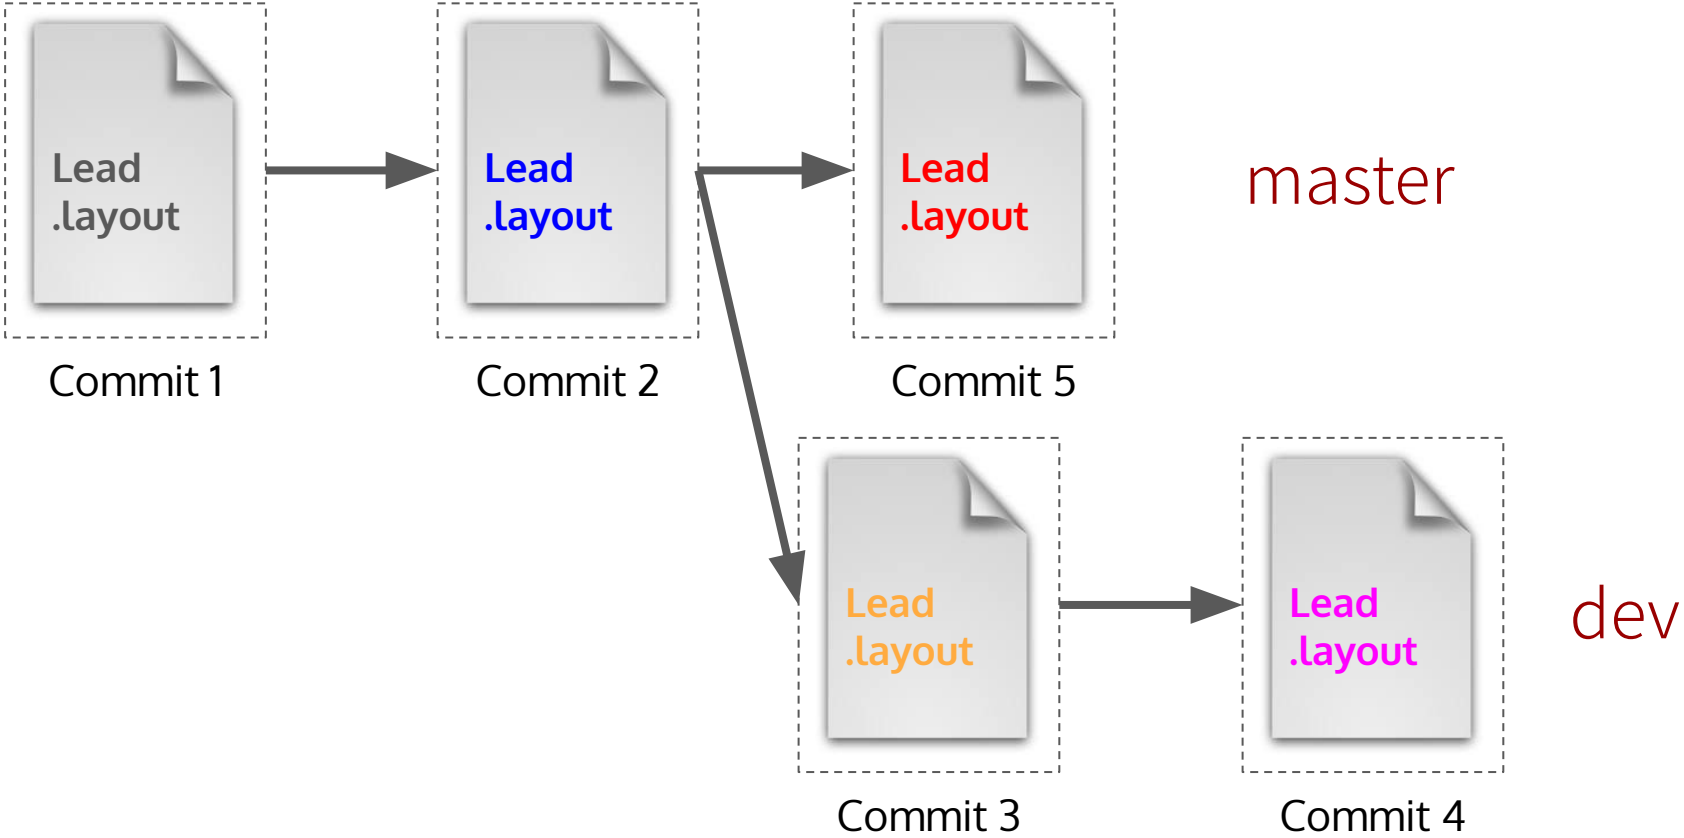 Lead
.layout
Commit 1
Lead
.layout
Commit 2
Lead
.layout
Commit 5
master
Lead
.layout
Commit 3
Lead
.layout
Commit 4
dev